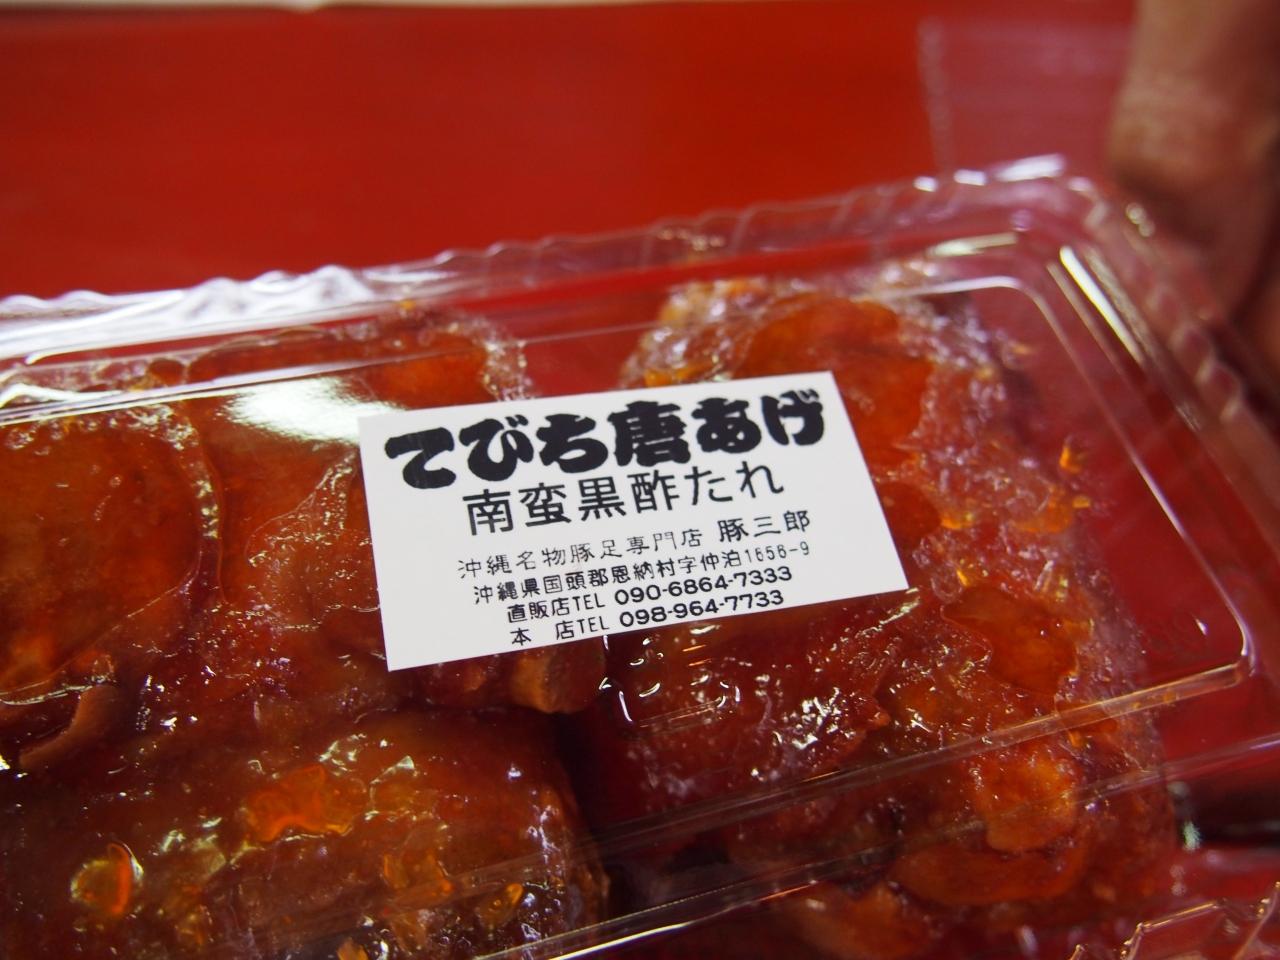 てびち唐あげ
南蛮黒酢たれ
沖縄名物豚足専門店 豚三郎
沖縄県国頭郡恩納村字仲泊1656-9
直販店TEL 090-6864-7333
本 店TEL 098-964-7733